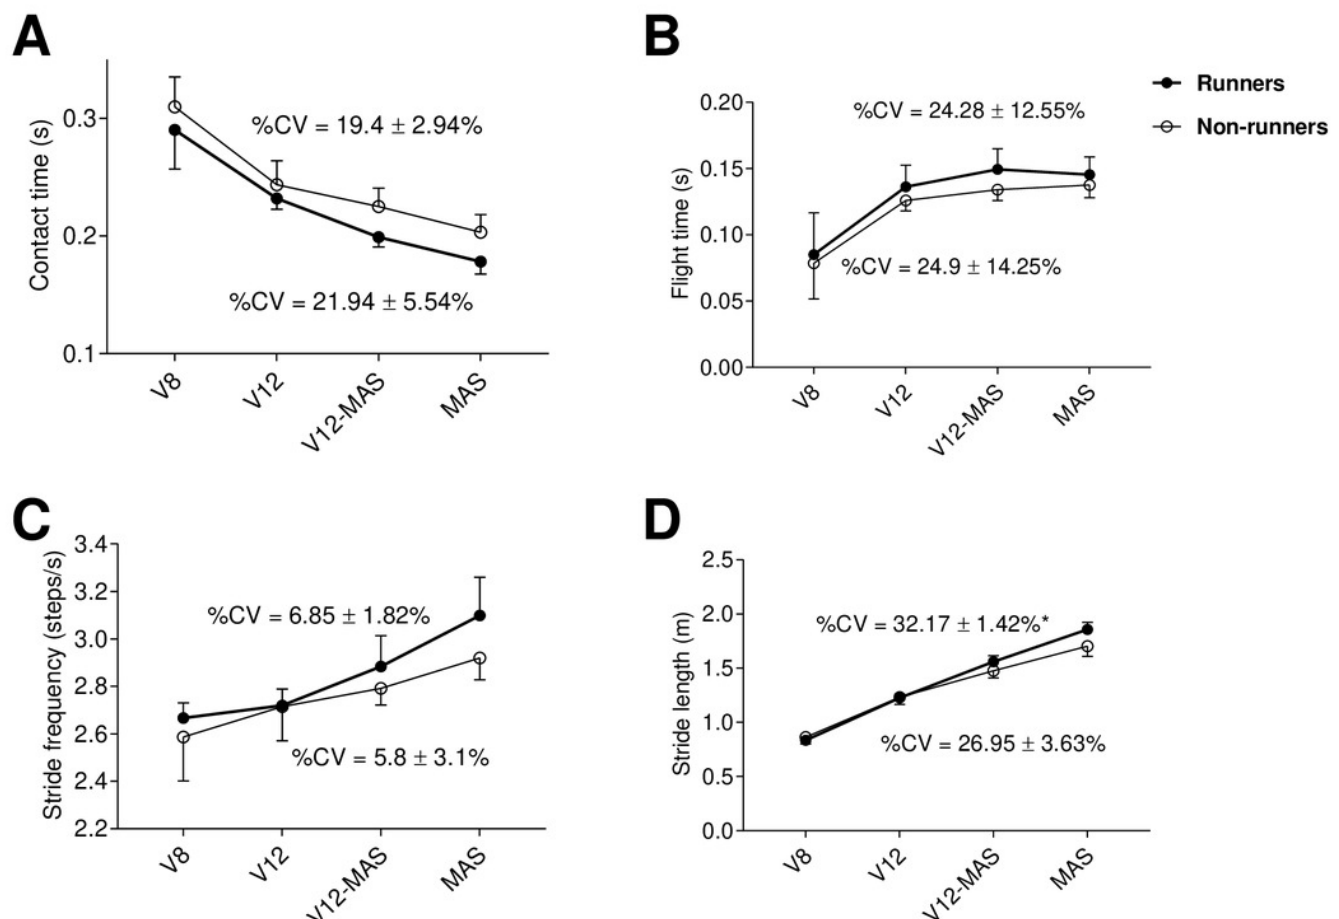 A
Contact time (s)
0.3
0.2
0.1
%CV = 19.4 ± 2.94%
%CV = 21.94 ± 5.54%
V8
V12
V12-MAS
MAS
B
Runners
Non-runners
Flight time (s)
0.20
0.15
0.10
0.05
0.00
%CV = 24.28 ± 12.55%
%CV = 24.9 ± 14.25%
V8
V12
V12-MAS
MAS
C
Stride frequency (steps/s)
3.4
3.2
3.0
2.8
2.6
2.4
2.2
%CV = 6.85 ± 1.82%
%CV = 5.8 ± 3.1%
V8
V12
V12-MAS
MAS
D
Stride length (m)
2.5
2.0
1.5
1.0
0.5
0.0
%CV = 32.17 ± 1.42%*
%CV = 26.95 ± 3.63%
V8
V12
V12-MAS
MAS